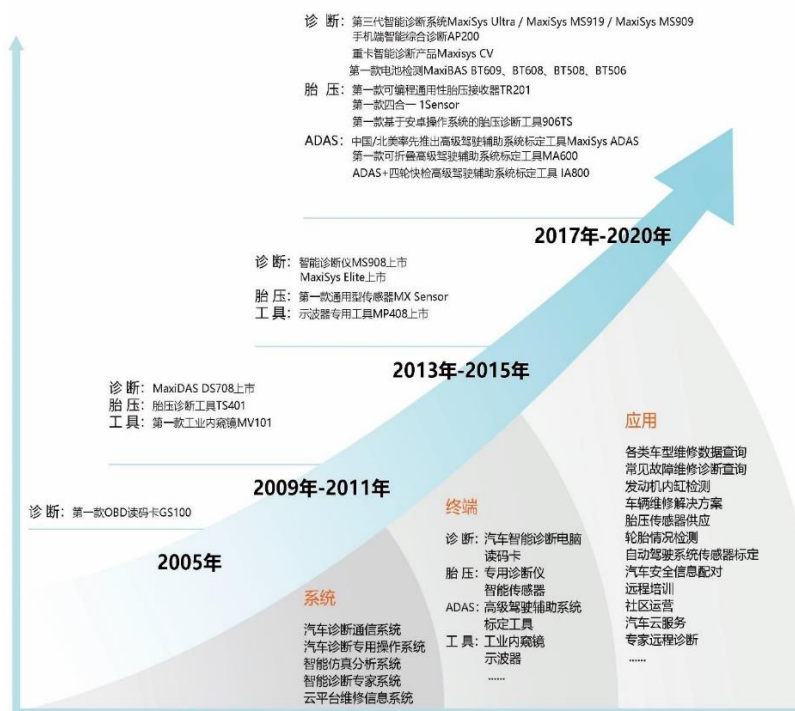 诊 断：第三代智能诊断系统MaxiSys Ultra / MaxiSys MS919 / MaxiSys MS909
手机端智能综合诊断AP200
重卡智能诊断产品Maxisys CV
第一款电池检测MaxiBAS BT609、BT608、BT508、BT506
胎 压：第一款可编程通用性胎压接收器TR201
第一款四合一 1Sensor
第一款基于安卓操作系统的胎压诊断工具906TS
ADAS：中国/北美率先推出高级驾驶辅助系统标定工具MaxiSys ADAS
第一款可折叠高级驾驶辅助系统标定工具MA600
ADAS+四轮快检高级驾驶辅助系统标定工具 IA800
2017年-2020年
诊 断：智能诊断仪MS908上市
MaxiSys Elite上市
胎 压：第一款通用型传感器MX Sensor
工 具：示波器专用工具MP408上市
2013年-2015年
诊 断：MaxiDAS DS708上市
胎 压：胎压诊断工具TS401
工 具：第一款工业内窥镜MV101
2009年-2011年
诊 断：第一款OBD读码卡GS100
2005年
系统
汽车诊断通信系统
汽车诊断专用操作系统
智能仿真分析系统
智能诊断专家系统
云平台维修信息系统
终端
诊 断：汽车智能诊断电脑
读码卡
胎 压：专用诊断仪
智能传感器
ADAS：高级驾驶辅助系统
标定工具
工 具：工业内窥镜
示波器
......
应用
各类车型维修数据查询
常见故障维修诊断查询
发动机内缸检测
车辆维修解决方案
胎压传感器供应
轮胎情况检测
自动驾驶系统传感器标定
汽车安全信息配对
远程培训
社区运营
汽车云服务
专家远程诊断
......